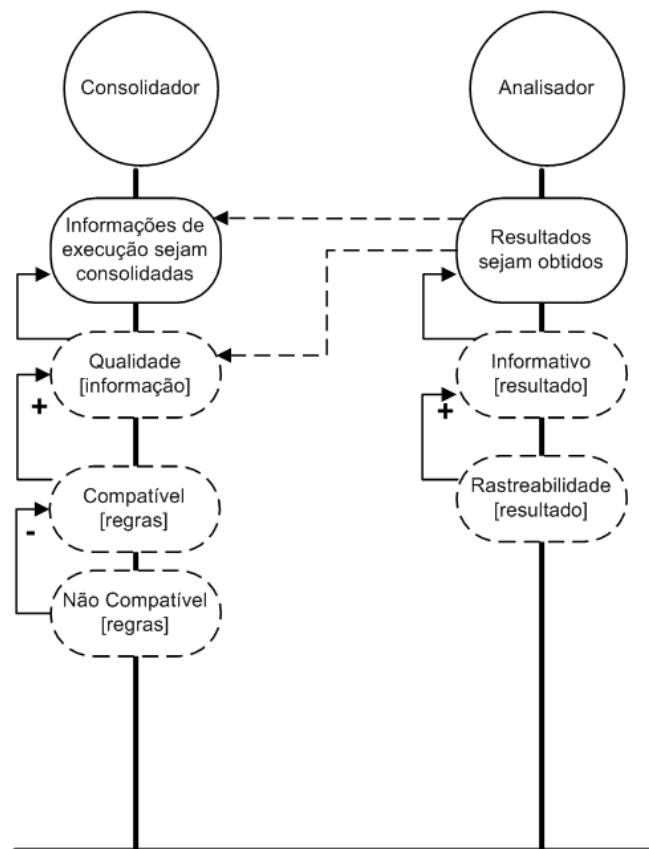 Consolidador
Analisador
Informações de
execução sejam
consolidadas
Resultados
sejam obtidos
Qualidade
[informação]
Informativo
[resultado]
+
+
Compatível
[regras]
Rastreabilidade
[resultado]
-
Não Compatível
[regras]